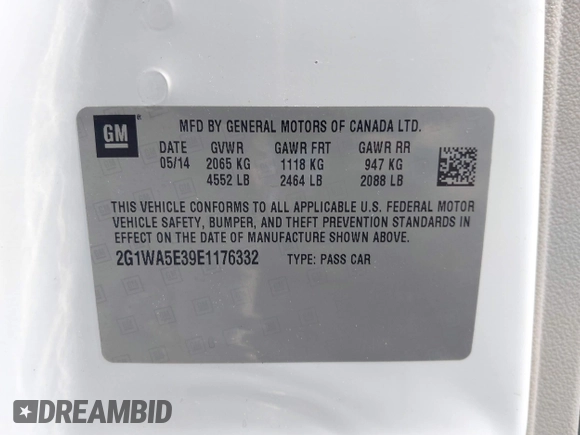 GM
MFD BY GENERAL MOTORS OF CANADA LTD.
DATE GVWR GAWR FRT GAWR RR
05/14 2065 KG 1118 KG 947 KG
4552 LB 2464 LB 2088 LB
THIS VEHICLE CONFORMS TO ALL APPLICABLE U.S. FEDERAL MOTOR
VEHICLE SAFETY, BUMPER, AND THEFT PREVENTION STANDARDS IN
EFFECT ON THE DATE OF MANUFACTURE SHOWN ABOVE.
2G1WA5E39E1176332 TYPE: PASS CAR
DREAMBID